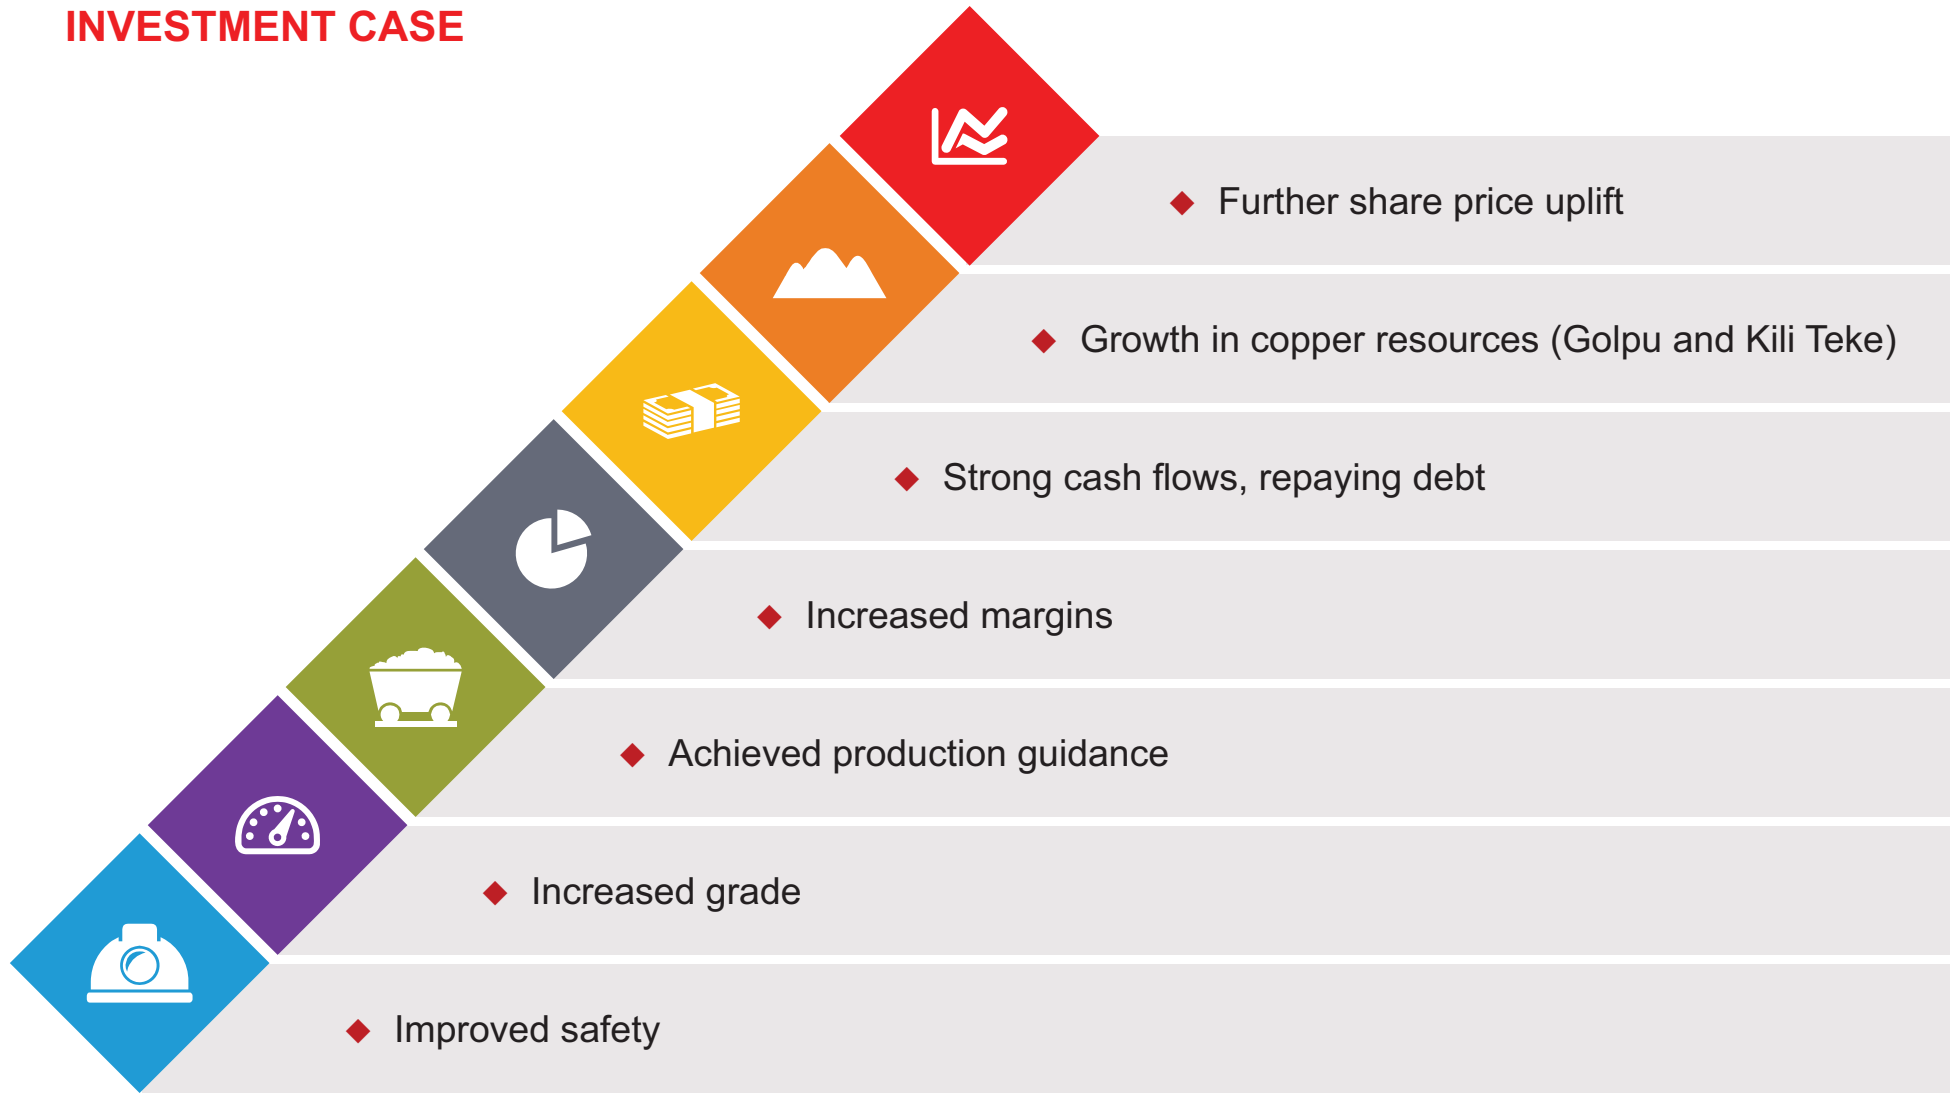 INVESTMENT CASE
Further share price uplift
Growth in copper resources (Golpu and Kili Teke)
Strong cash flows, repaying debt
Increased margins
Achieved production guidance
Increased grade
Improved safety